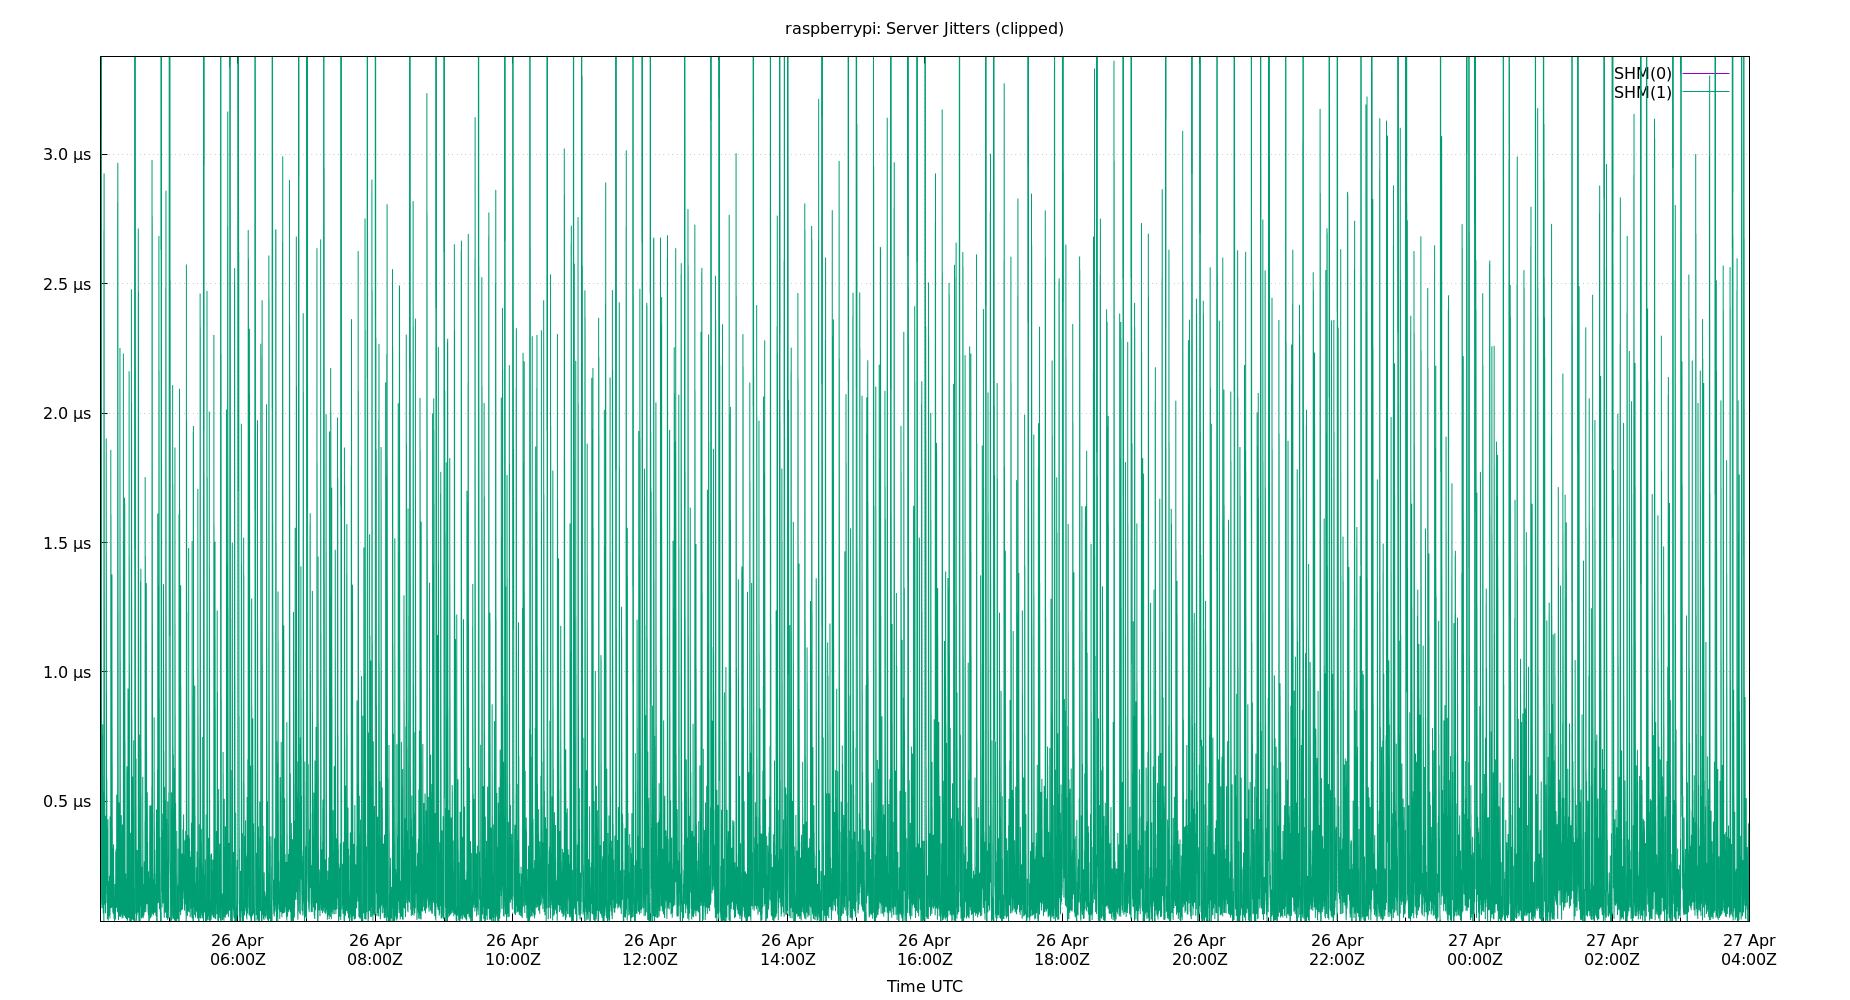 raspberrypi: Server Jitters (clipped)
SHM(0)
SHM(1)
3.0 µs
2.5 µs
2.0 µs
1.5 µs
1.0 µs
0.5 µs
26 Apr 26 Apr 26 Apr 26 Apr 26 Apr 26 Apr 26 Apr 26 Apr 26 Apr 27 Apr 27 Apr 27 Apr
06:00Z 08:00Z 10:00Z 12:00Z 14:00Z 16:00Z 18:00Z 20:00Z 22:00Z 00:00Z 02:00Z 04:00Z
Time UTC